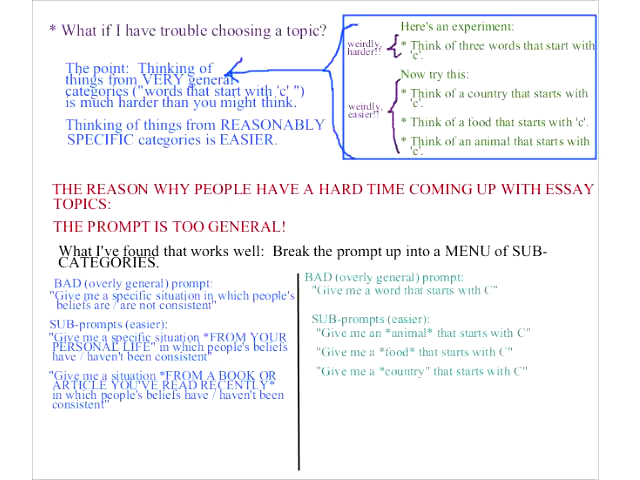 * What if I have trouble choosing a topic?
The point: Thinking of
things from VERY general
categories ("words that start with 'c' ")
is much harder than you might think.
Thinking of things from REASONABLY
SPECIFIC categories is EASIER.
Here's an experiment:
weirdly,
harder!!
* Think of three words that start with
'c'.
Now try this:
weirdly,
easier!!
* Think of a country that starts with
'c'.
* Think of a food that starts with 'c'.
* Think of an animal that starts with
'c'.
THE REASON WHY PEOPLE HAVE A HARD TIME COMING UP WITH ESSAY
TOPICS:
THE PROMPT IS TOO GENERAL!
What I've found that works well: Break the prompt up into a MENU of SUB-
CATEGORIES.
BAD (overly general) prompt:
"Give me a specific situation in which people's
beliefs are / are not consistent"
SUB-prompts (easier):
"Give me a specific situation *FROM YOUR
PERSONAL LIFE* in which people's beliefs
have / haven't been consistent"
"Give me a situation *FROM A BOOK OR
ARTICLE YOU'VE READ RECENTLY*
in which people's beliefs have / haven't been
consistent"
BAD (overly general) prompt:
"Give me a word that starts with C"
SUB-prompts (easier):
"Give me an *animal* that starts with C"
"Give me a *food* that starts with C"
"Give me a *country" that starts with C"